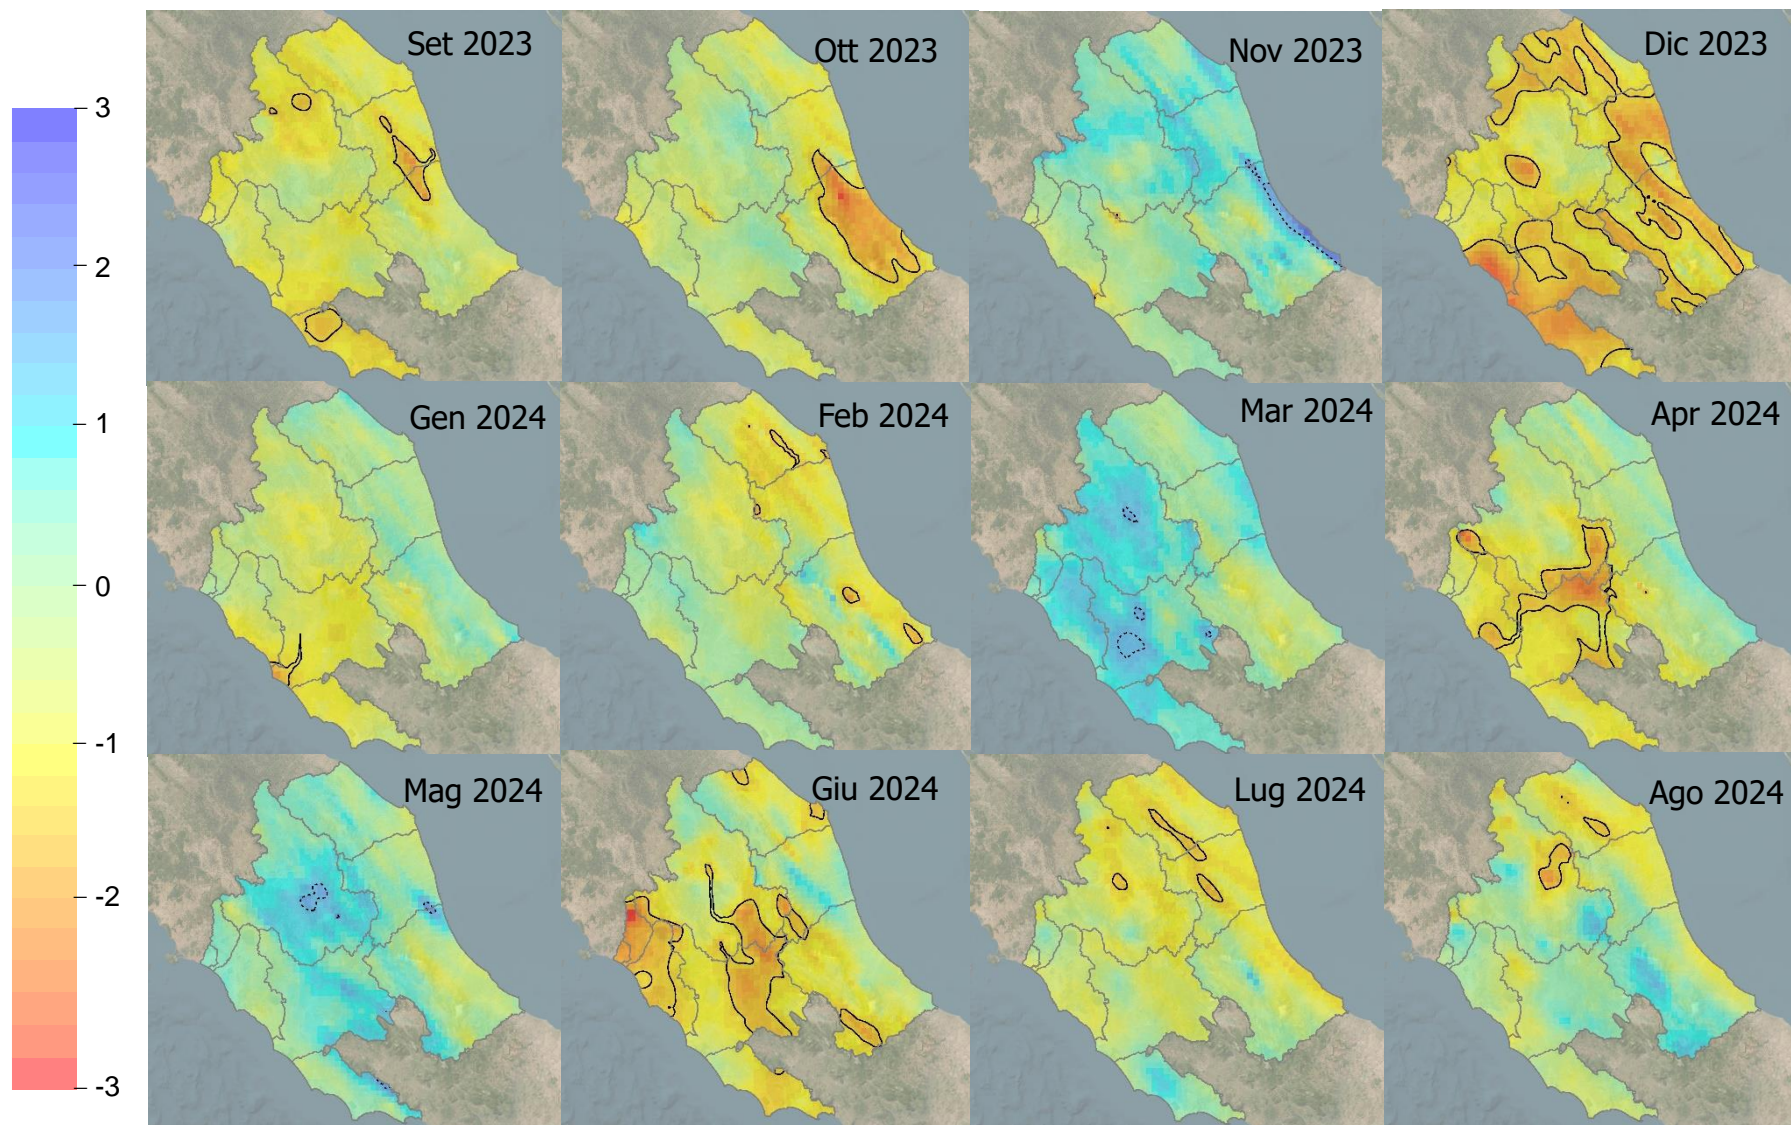 Set 2023
Ott 2023
Nov 2023
Dic 2023
3
2
1
0
-1
-2
-3
Gen 2024
Feb 2024
Mar 2024
Apr 2024
Mag 2024
Giu 2024
Lug 2024
Ago 2024